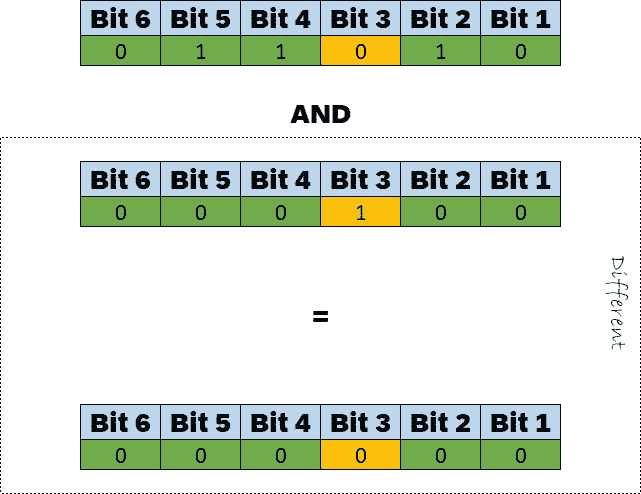 Bit 6 Bit 5 Bit 4 Bit 3 Bit 2 Bit 1
0 1 1 0 1 0
AND
Bit 6 Bit 5 Bit 4 Bit 3 Bit 2 Bit 1
0 0 0 1 0 0
Different
=
Bit 6 Bit 5 Bit 4 Bit 3 Bit 2 Bit 1
0 0 0 0 0 0